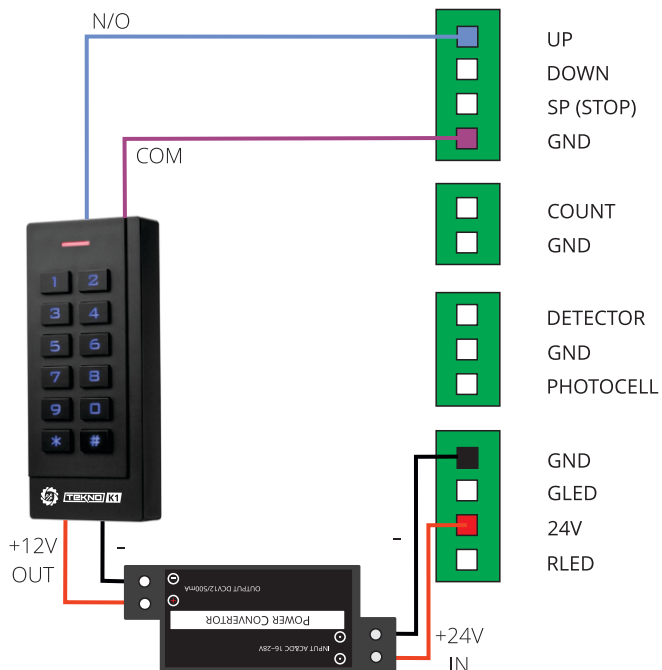 N/O
UP
DOWN
SP (STOP)
GND
COM
COUNT
GND
DETECTOR
GND
PHOTOCELL
GND
GLED
24V
RLED
1 2
3 4
5 6
7 8
9 0
* #
TEKNO K1
+12V
OUT
-
-
OUTPUT DCV12/500mA
POWER CONVERTOR
INPUT AC&DC 16~28V
+24V
IN